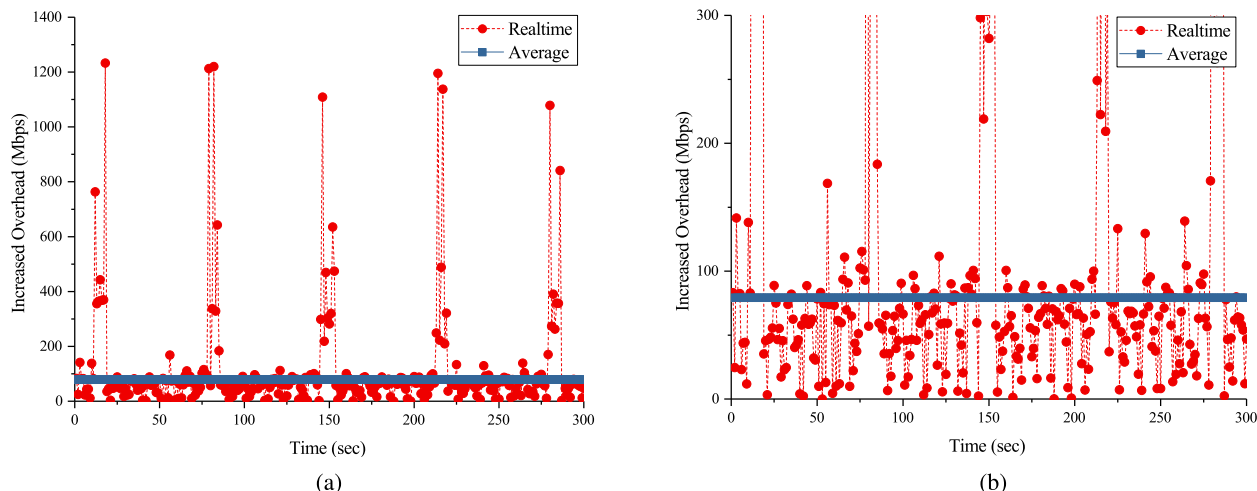 1400
1200
1000
800
600
400
200
0
0 50 100 150 200 250 300
Increased Overhead (Mbps)
Time (sec)
Realtime
Average
(a)
300
200
100
0
0 50 100 150 200 250 300
Increased Overhead (Mbps)
Time (sec)
Realtime
Average
(b)